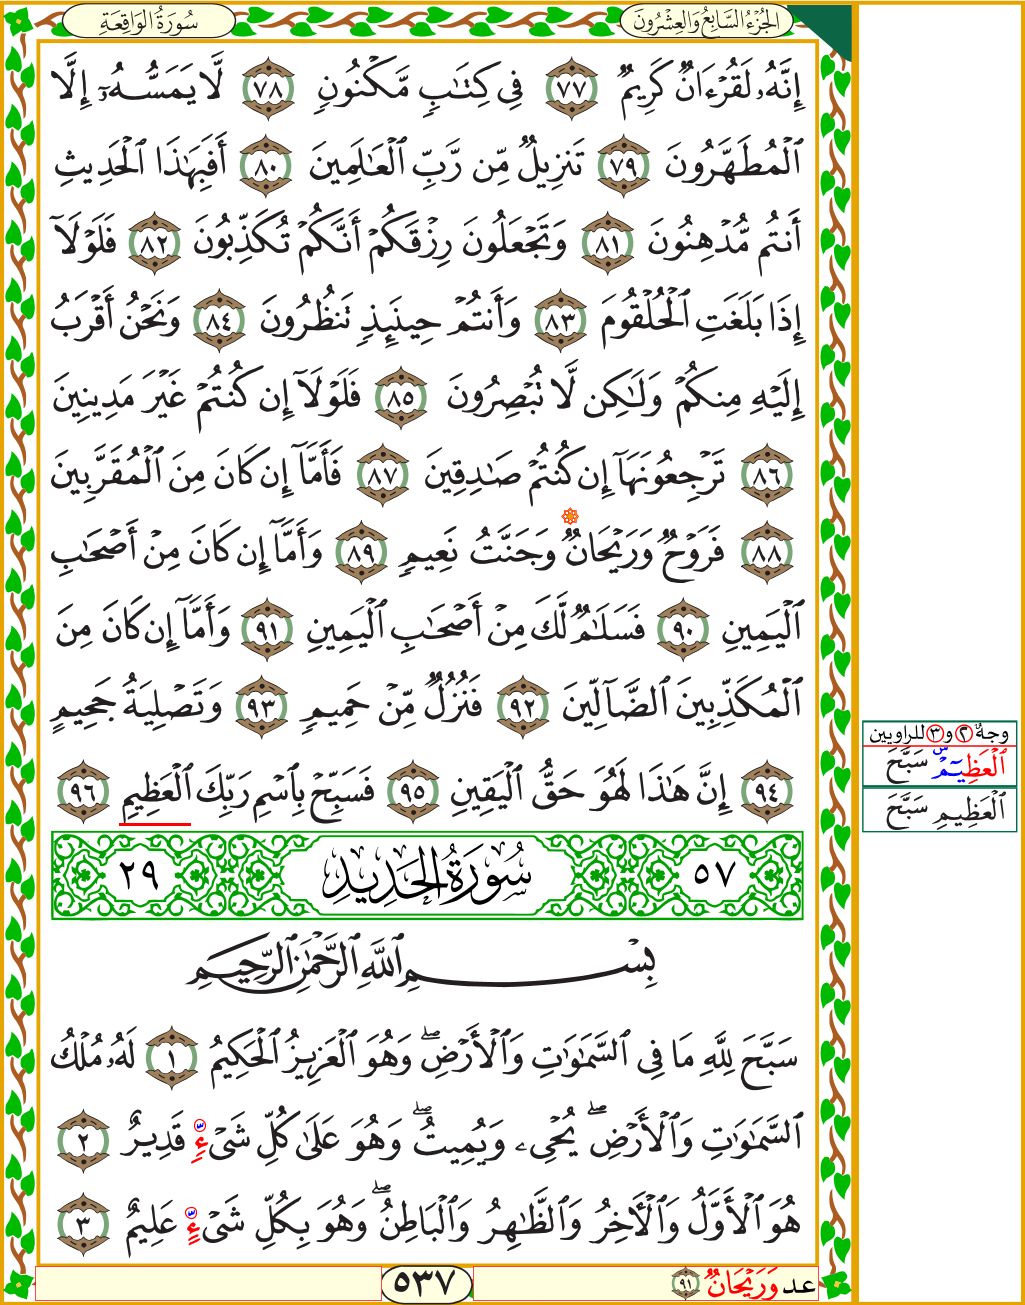 سُورَةُ الوَاقِعَةِ الجُزْءُ السَّابِعُ وَالعِشْرُونَ
إِنَّهُۥ لَقُرْءَانٌ كَرِيمٌ ٧٧ فِى كِتَٰبٍ مَّكْنُونٍ ٧٨ لَّا يَمَسُّهُۥٓ إِلَّا
ٱلْمُطَهَّرُونَ ٧٩ تَنزِيلٌ مِّن رَّبِّ ٱلْعَٰلَمِينَ ٨٠ أَفَبِهَٰذَا ٱلْحَدِيثِ
أَنتُم مُّدْهِنُونَ ٨١ وَتَجْعَلُونَ رِزْقَكُمْ أَنَّكُمْ تُكَذِّبُونَ ٨٢ فَلَوْلَآ
إِذَا بَلَغَتِ ٱلْحُلْقُومَ ٨٣ وَأَنتُمْ حِينَئِذٍ تَنظُرُونَ ٨٤ وَنَحْنُ أَقْرَبُ
إِلَيْهِ مِنكُمْ وَلَٰكِن لَّا تُبْصِرُونَ ٨٥ فَلَوْلَآ إِن كُنتُمْ غَيْرَ مَدِينِينَ
٨٦ تَرْجِعُونَهَآ إِن كُنتُمْ صَٰدِقِينَ ٨٧ فَأَمَّآ إِن كَانَ مِنَ ٱلْمُقَرَّبِينَ
٨٨ فَرَوْحٌ وَرَيْحَانٌ وَجَنَّتُ نَعِيمٍ ٨٩ وَأَمَّآ إِن كَانَ مِنْ أَصْحَٰبِ
ٱلْيَمِينِ ٩٠ فَسَلَٰمٌ لَّكَ مِنْ أَصْحَٰبِ ٱلْيَمِينِ ٩١ وَأَمَّآ إِن كَانَ مِنَ
ٱلْمُكَذِّبِينَ ٱلضَّآلِّينَ ٩٢ فَنُزُلٌ مِّنْ حَمِيمٍ ٩٣ وَتَصْلِيَةُ جَحِيمٍ
٩٤ إِنَّ هَٰذَا لَهُوَ حَقُّ ٱلْيَقِينِ ٩٥ فَسَبِّحْ بِٱسْمِ رَبِّكَ ٱلْعَظِيمِ ٩٦
٥٧ سُورَةُ الحَدِيدِ ٢٩
بِسْمِ ٱللَّهِ ٱلرَّحْمَٰنِ ٱلرَّحِيمِ
سَبَّحَ لِلَّهِ مَا فِى ٱلسَّمَٰوَٰتِ وَٱلْأَرْضِۖ وَهُوَ ٱلْعَزِيزُ ٱلْحَكِيمُ ١ لَهُۥ مُلْكُ
ٱلسَّمَٰوَٰتِ وَٱلْأَرْضِۖ يُحْىِۦ وَيُمِيتُۖ وَهُوَ عَلَىٰ كُلِّ شَىْءٍ قَدِيرٌ ٢
هُوَ ٱلْأَوَّلُ وَٱلْءَاخِرُ وَٱلظَّٰهِرُ وَٱلْبَاطِنُۖ وَهُوَ بِكُلِّ شَىْءٍ عَلِيمٌ ٣
وجهُ ٢ و ٣ للراويين
ٱلْعَظِيمۡ سَبَّحَ
ٱلْعَظِيمِ سَبَّحَ
عد وَرَيْحَانٌ ٩١
٥٣٧